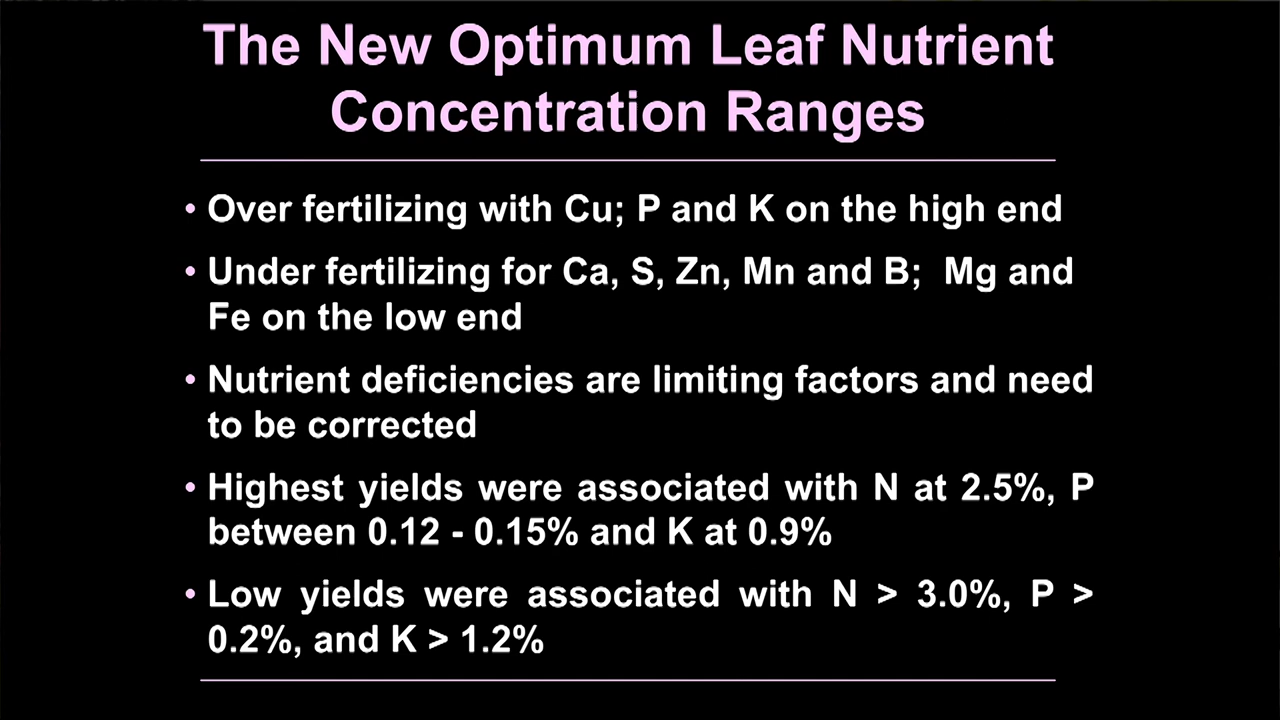 The New Optimum Leaf Nutrient
Concentration Ranges
• Over fertilizing with Cu; P and K on the high end
• Under fertilizing for Ca, S, Zn, Mn and B;  Mg and
Fe on the low end
• Nutrient deficiencies are limiting factors and need
to be corrected
• Highest yields were associated with N at 2.5%, P
between 0.12 - 0.15% and K at 0.9%
• Low yields were associated with N > 3.0%, P >
0.2%, and K > 1.2%